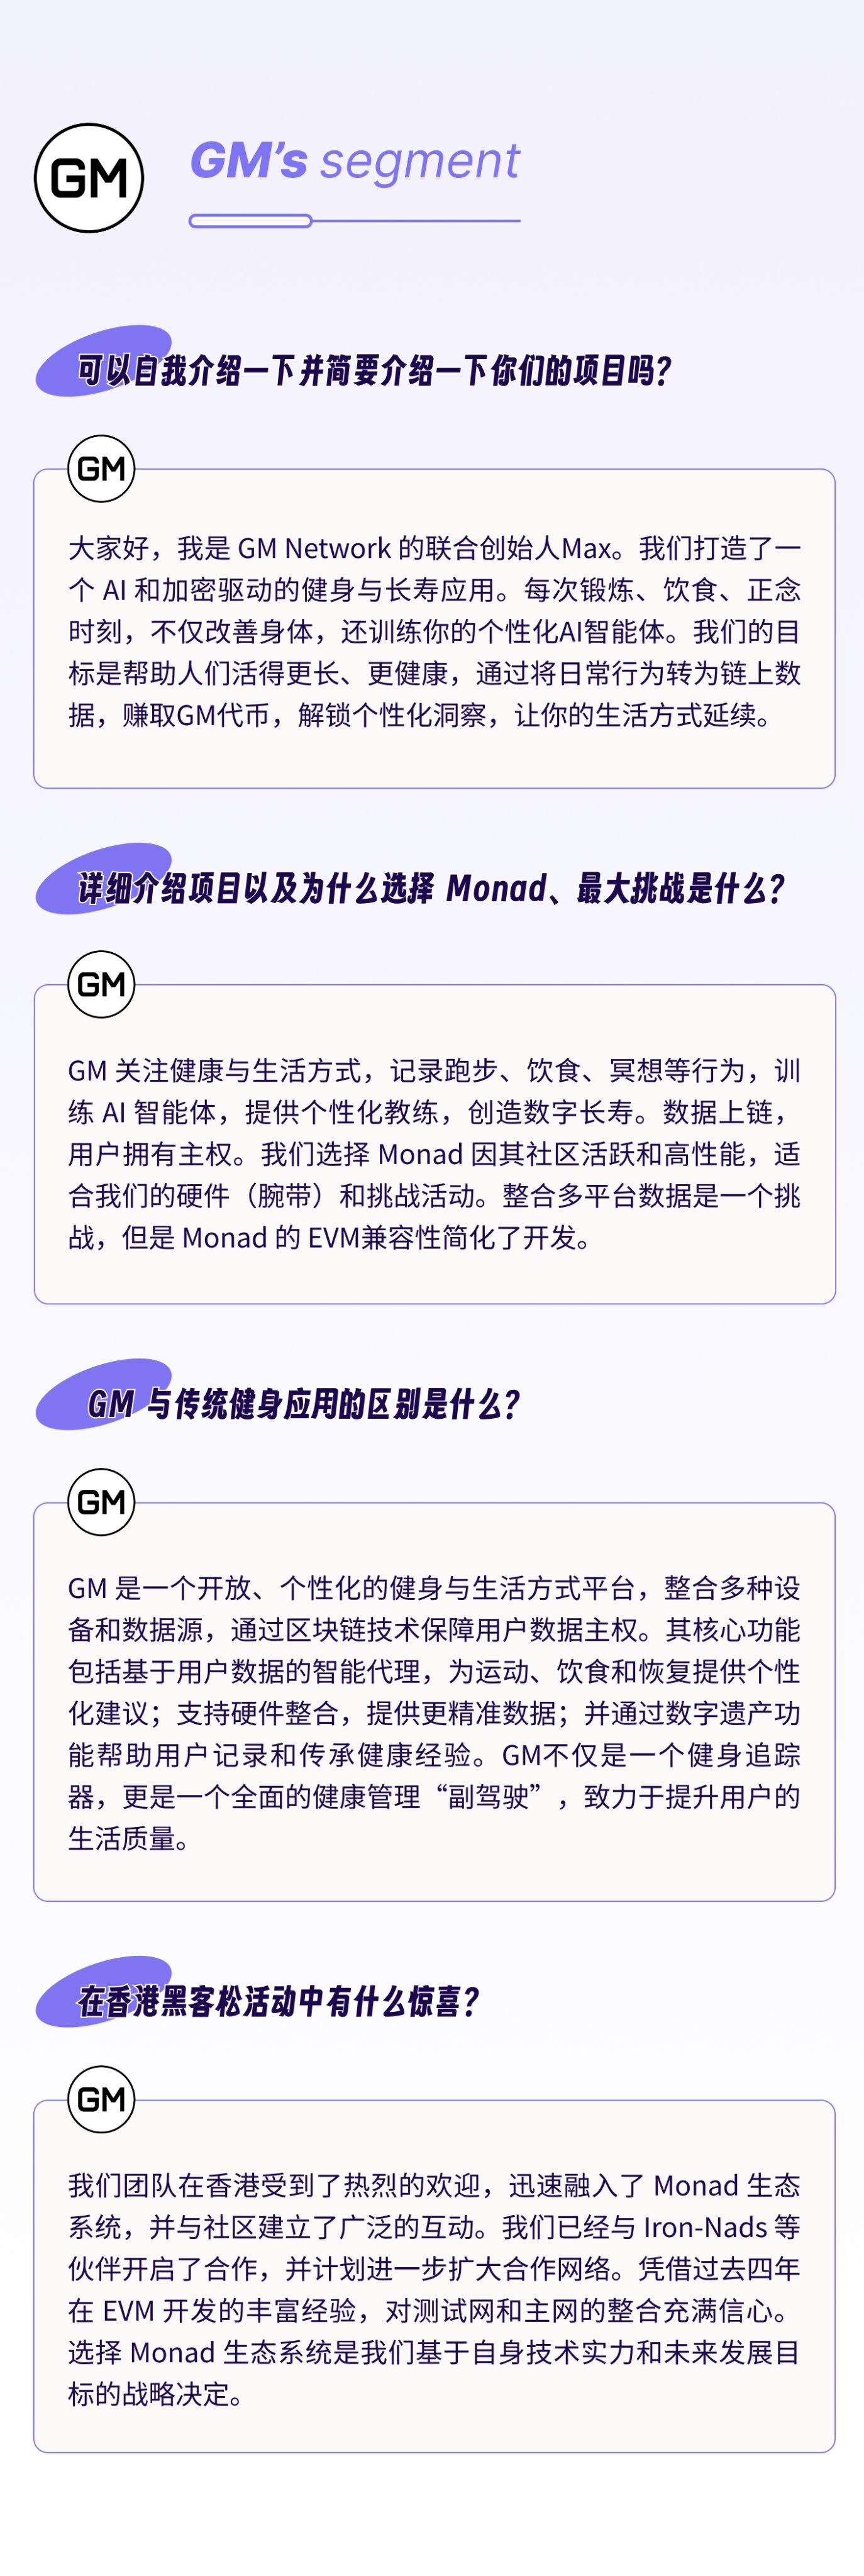 GM
GM’s segment
可以自我介绍一下并简要介绍一下你们的项目吗？
GM
大家好，我是 GM Network 的联合创始人Max。我们打造了一
个 AI 和加密驱动的健身与长寿应用。每次锻炼、饮食、正念
时刻，不仅改善身体，还训练你的个性化AI智能体。我们的目
标是帮助人们活得更长、更健康，通过将日常行为转为链上数
据，赚取GM代币，解锁个性化洞察，让你的生活方式延续。
详细介绍项目以及为什么选择 Monad、最大挑战是什么？
GM
GM 关注健康与生活方式，记录跑步、饮食、冥想等行为，训
练 AI 智能体，提供个性化教练，创造数字长寿。数据上链，
用户拥有主权。我们选择 Monad 因其社区活跃和高性能，适
合我们的硬件（腕带）和挑战活动。整合多平台数据是一个挑
战，但是 Monad 的 EVM兼容性简化了开发。
GM 与传统健身应用的区别是什么？
GM
GM 是一个开放、个性化的健身与生活方式平台，整合多种设
备和数据源，通过区块链技术保障用户数据主权。其核心功能
包括基于用户数据的智能代理，为运动、饮食和恢复提供个性
化建议；支持硬件整合，提供更精准数据；并通过数字遗产功
能帮助用户记录和传承健康经验。GM不仅是一个健身追踪
器，更是一个全面的健康管理“副驾驶”，致力于提升用户的
生活质量。
在香港黑客松活动中有什么惊喜？
GM
我们团队在香港受到了热烈的欢迎，迅速融入了 Monad 生态
系统，并与社区建立了广泛的互动。我们已经与 Iron-Nads 等
伙伴开启了合作，并计划进一步扩大合作网络。凭借过去四年
在 EVM 开发的丰富经验，对测试网和主网的整合充满信心。
选择 Monad 生态系统是我们基于自身技术实力和未来发展目
标的战略决定。